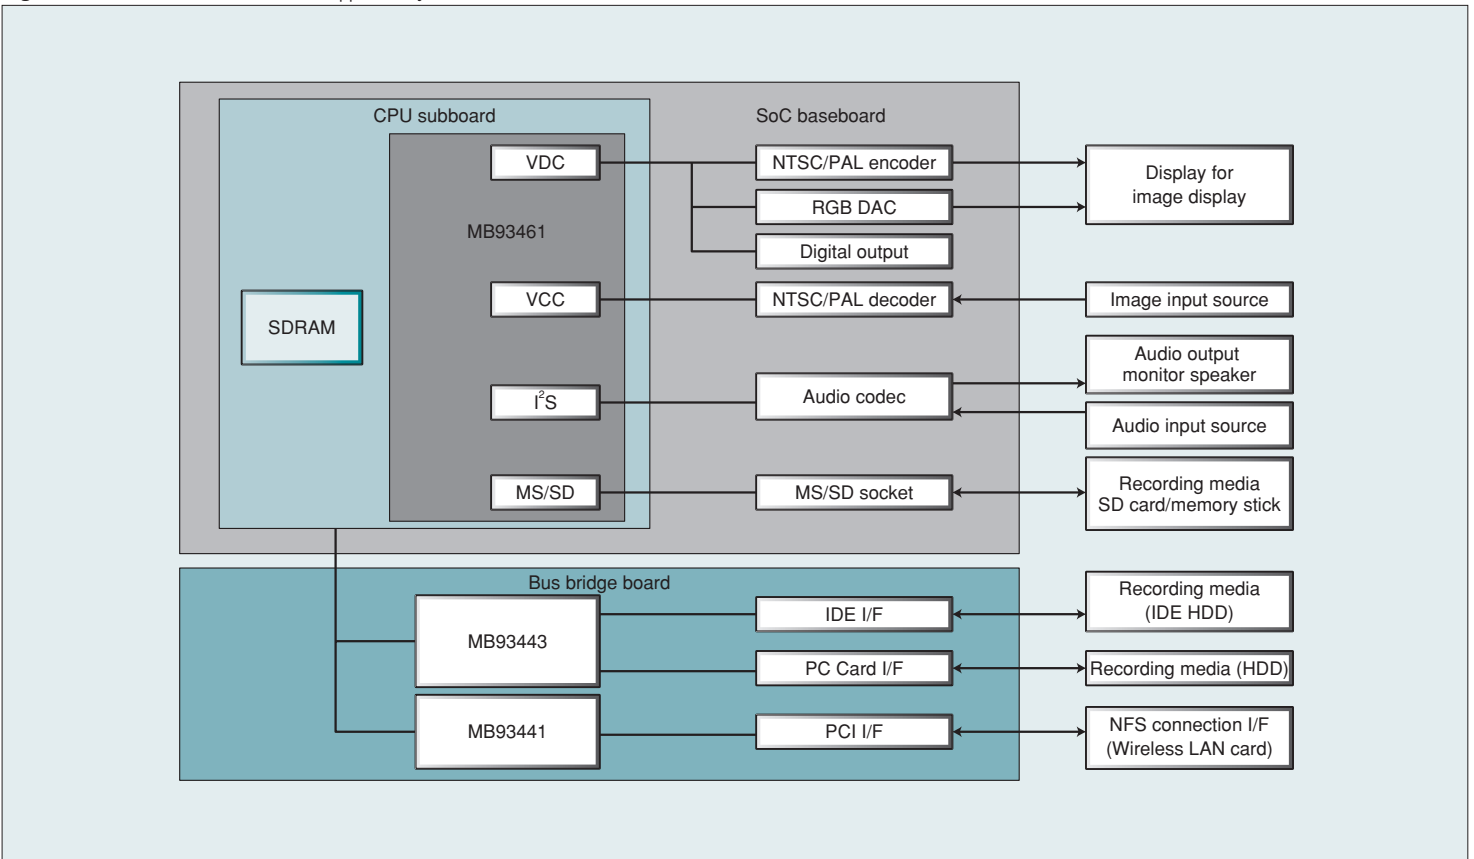 CPU subboard
SoC baseboard
VDC
NTSC/PAL encoder
Display for
image display
RGB DAC
MB93461
Digital output
VCC
NTSC/PAL decoder
Image input source
SDRAM
Audio output
monitor speaker
I²S
Audio codec
Audio input source
MS/SD
MS/SD socket
Recording media
SD card/memory stick
Bus bridge board
MB93443
IDE I/F
Recording media
(IDE HDD)
PC Card I/F
Recording media (HDD)
MB93441
PCI I/F
NFS connection I/F
(Wireless LAN card)